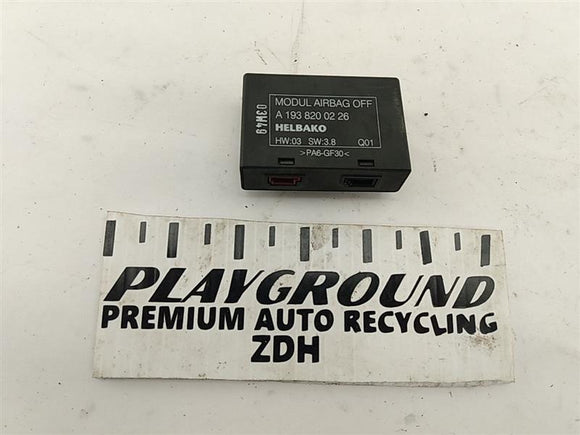 MODUL AIRBAG OFF
A 193 820 02 26
HELBAKO
HW:03 SW:3.8 Q01
>PA6-GF30<
03M49
PLAYGROUND
PREMIUM AUTO RECYCLING
ZDH